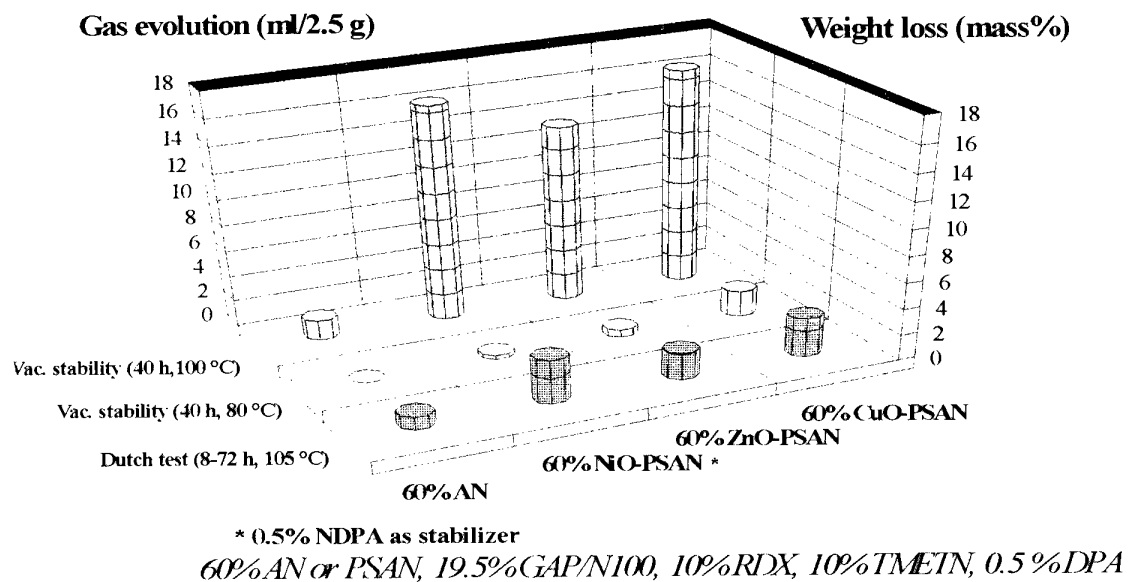 Gas evolution (ml/2.5 g)
Weight loss (mass%)
18
16
14
12
10
8
6
4
2
0
18
16
14
12
10
8
6
4
2
0
Vac. stability (40 h,100 °C)
Vac. stability (40 h, 80 °C)
Dutch test (8-72 h, 105 °C)
60% CuO-PSAN
60% ZnO-PSAN
60% NiO-PSAN *
60% AN
* 0.5% NDPA as stabilizer
60% AN or PSAN, 19.5% GAP/N100, 10% RDX, 10% TMETN, 0.5 % DPA